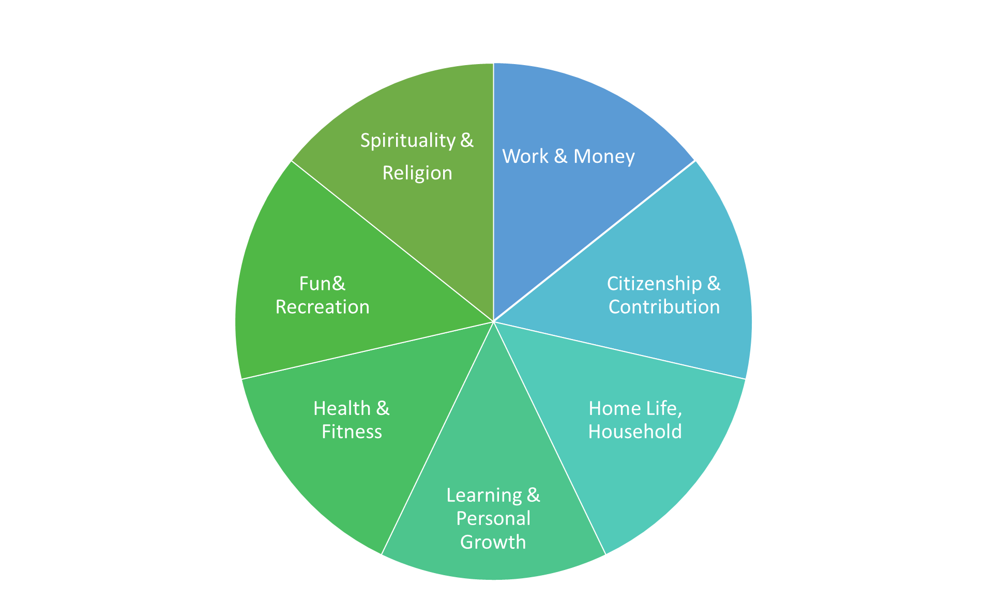 Spirituality &
Religion
Work & Money
Fun&
Recreation
Citizenship &
Contribution
Health &
Fitness
Home Life,
Household
Learning &
Personal
Growth